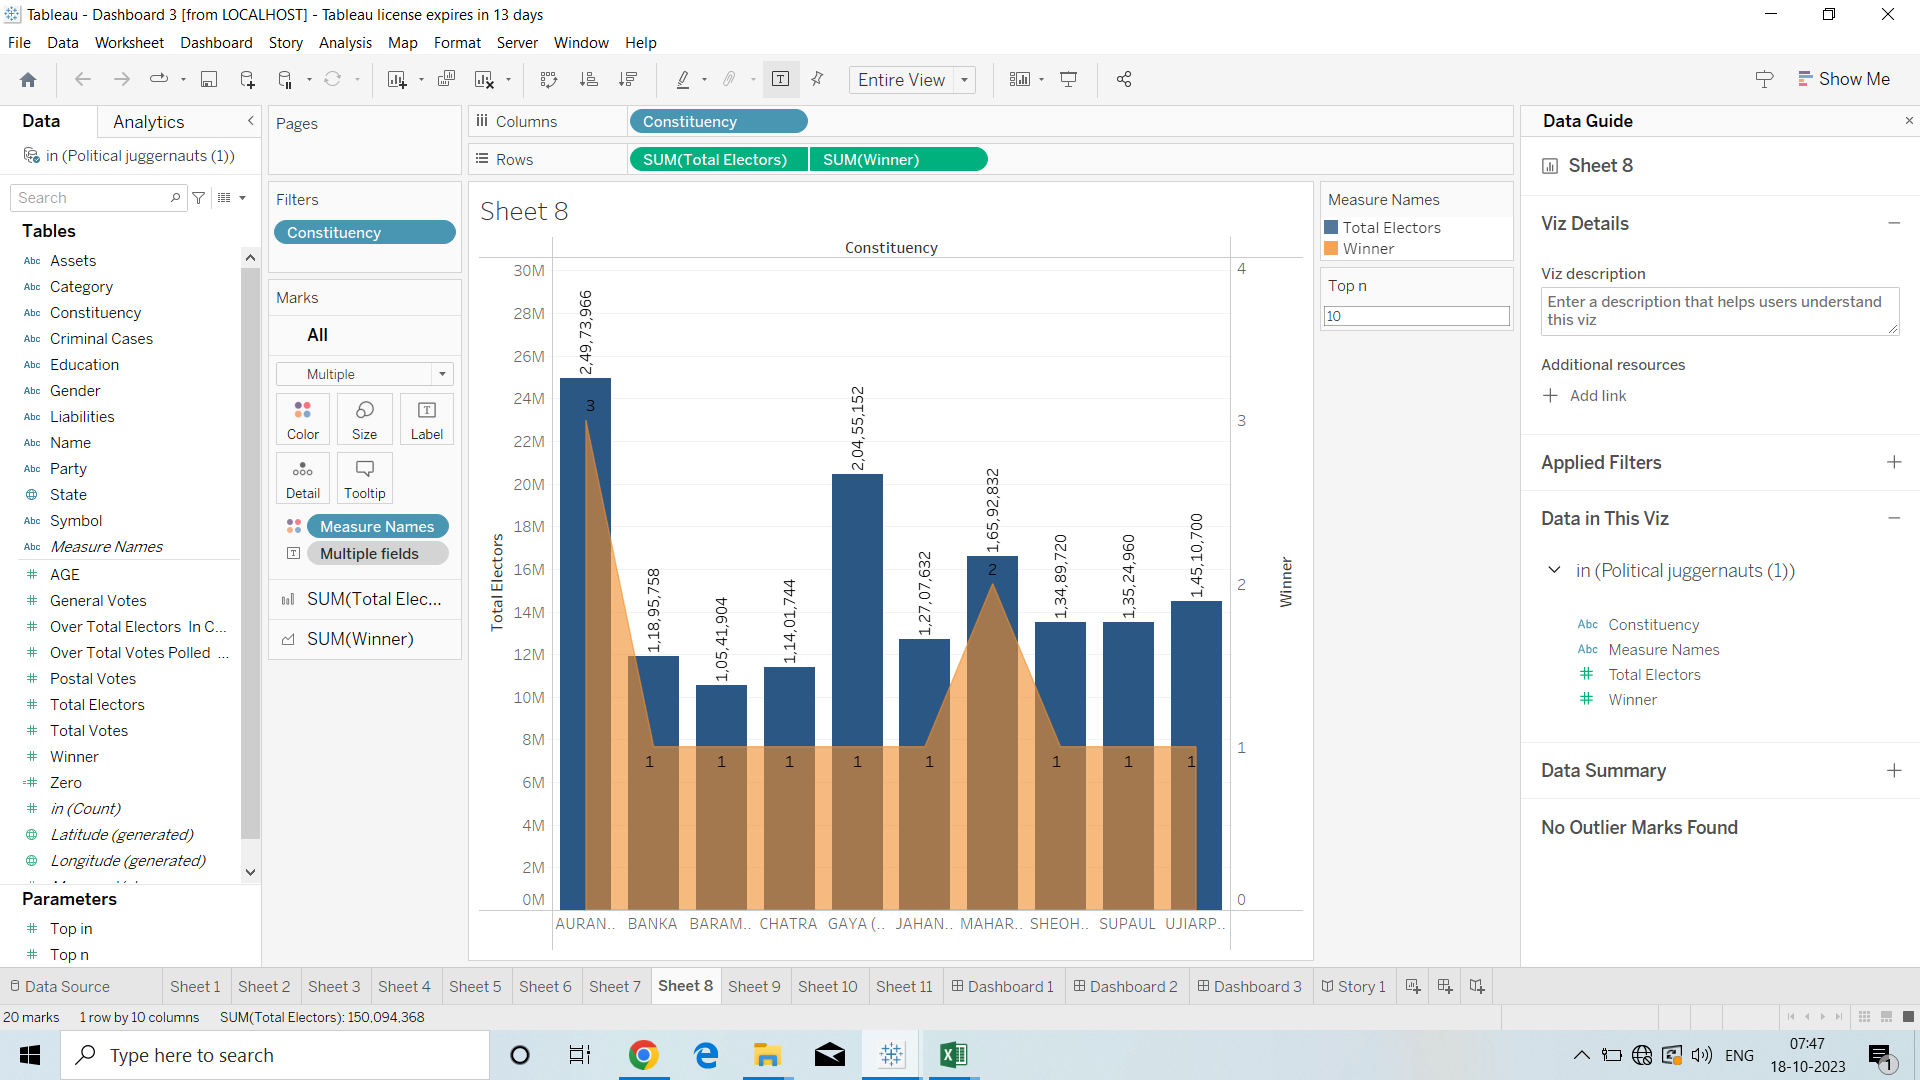 Tableau - Dashboard 3 [from LOCALHOST] - Tableau license expires in 13 days
File Data Worksheet Dashboard Story Analysis Map Format Server Window Help
Entire View
Show Me
Data Analytics
in (Political juggernauts (1))
Search
Tables
Abc Assets
Abc Category
Abc Constituency
Abc Criminal Cases
Abc Education
Abc Gender
Abc Liabilities
Abc Name
Abc Party
State
Abc Symbol
Abc Measure Names
# AGE
# General Votes
# Over Total Electors In C...
# Over Total Votes Polled ...
# Postal Votes
# Total Electors
# Total Votes
# Winner
=# Zero
# in (Count)
Latitude (generated)
Longitude (generated)
Parameters
# Top in
# Top n
Pages
Filters
Constituency
Marks
All
Multiple
Color Size Label
Detail Tooltip
Measure Names
Multiple fields
SUM(Total Elec...
SUM(Winner)
Columns Constituency
Rows SUM(Total Electors) SUM(Winner)
Sheet 8
Constituency
Total Electors
30M
28M
26M
24M
22M
20M
18M
16M
14M
12M
10M
8M
6M
4M
2M
0M
2,49,73,966
1,18,95,758
1,05,41,904
1,14,01,744
2,04,55,152
1,27,07,632
1,65,92,832
1,34,89,720
1,35,24,960
1,45,10,700
3
1
1
1
1
1
2
1
1
1
4
3
2
1
0
Winner
AURAN.. BANKA BARAM.. CHATRA GAYA (.. JAHAN.. MAHAR.. SHEOH.. SUPAUL UJIARP..
Measure Names
Total Electors
Winner
Top n
10
Data Guide
Sheet 8
Viz Details
Viz description
Enter a description that helps users understand
this viz
Additional resources
Add link
Applied Filters
Data in This Viz
in (Political juggernauts (1))
Abc Constituency
Abc Measure Names
# Total Electors
# Winner
Data Summary
No Outlier Marks Found
Data Source Sheet 1 Sheet 2 Sheet 3 Sheet 4 Sheet 5 Sheet 6 Sheet 7 Sheet 8 Sheet 9 Sheet 10 Sheet 11 Dashboard 1 Dashboard 2 Dashboard 3 Story 1
20 marks 1 row by 10 columns SUM(Total Electors): 150,094,368
Type here to search
ENG
07:47
18-10-2023
1